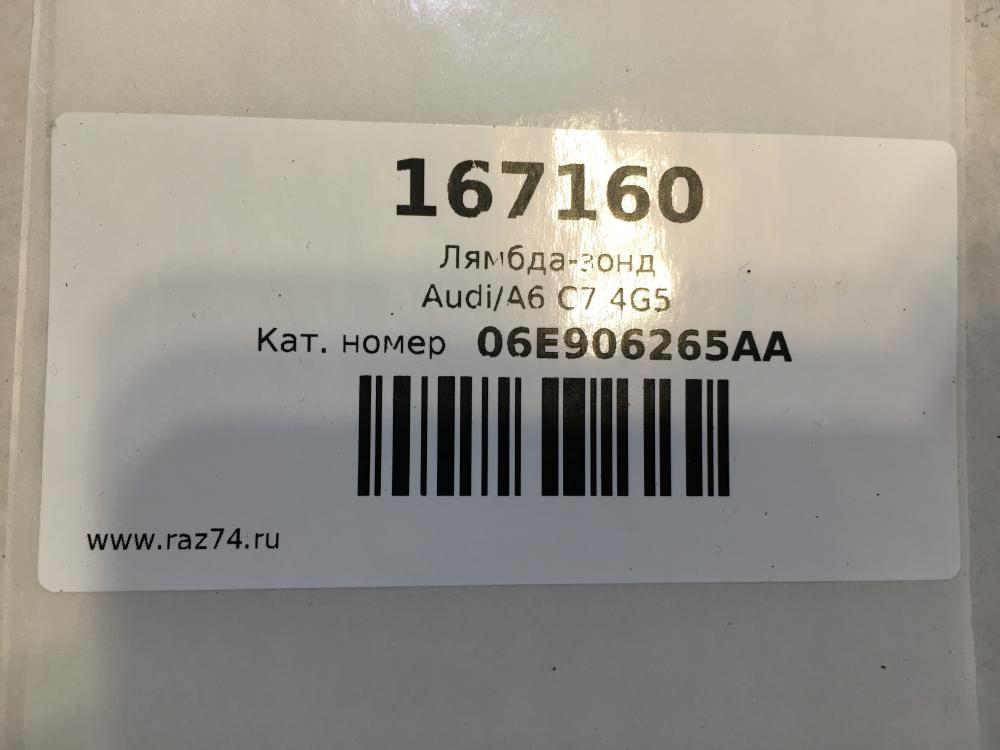 167160
Лямбда-зонд
Audi/A6 C7 4G5
Кат. номер 06E906265AA
www.raz74.ru